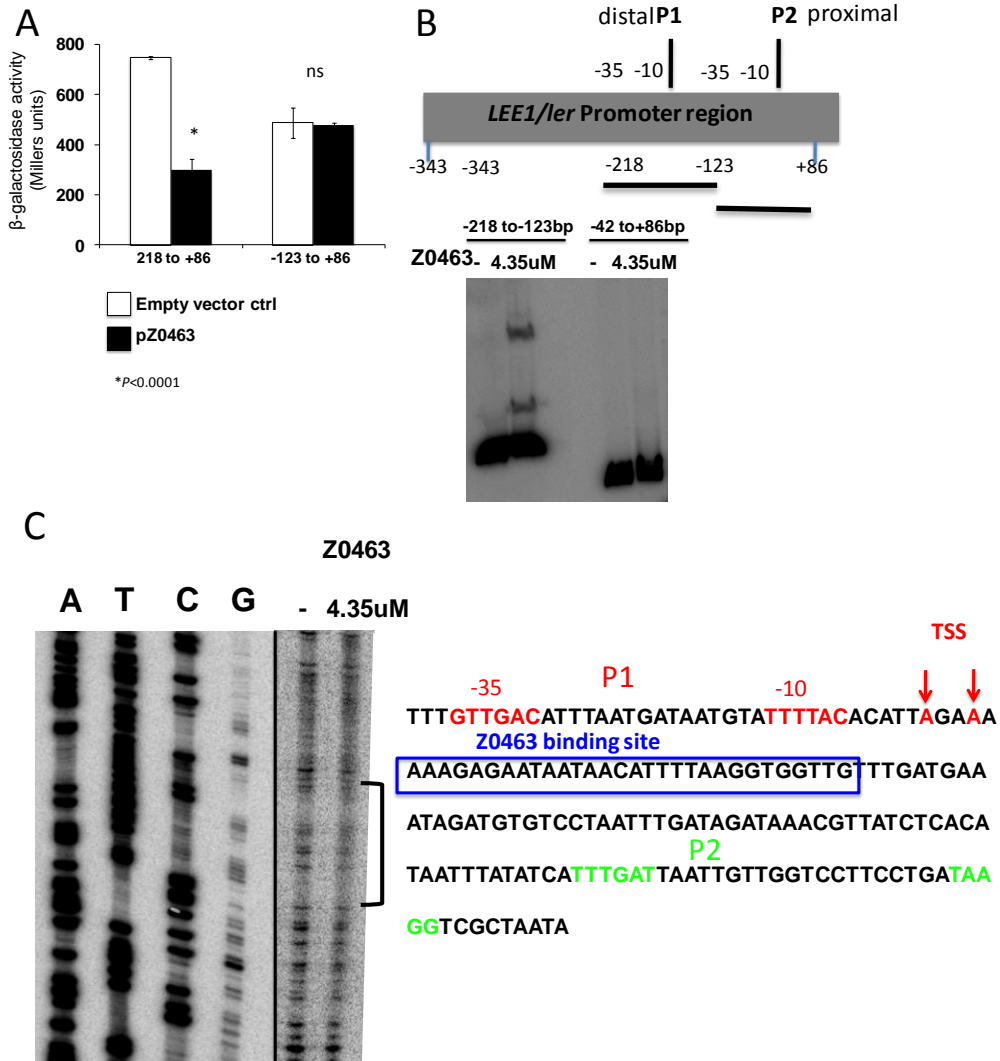 A
β-galactosidase activity
(Millers units)
800
600
400
200
0
*
ns
218 to +86
-123 to +86
Empty vector ctrl
pZ0463
*P<0.0001
B
distal P1
P2 proximal
-35 -10 -35 -10
LEE1/ler Promoter region
-343 -343 -218 -123 +86
-218 to-123bp -42 to+86bp
Z0463 - 4.35uM - 4.35uM
C
Z0463
A T C G - 4.35uM
TSS
P1
-35 -10
TTTGTTGACATTTAATGATAATGTATTTTACACATTAGAAA
Z0463 binding site
AAAGAGAATAATAACATTTTAAGGTGGTTGTTTGATGAA
ATAGATGTGTCCTAATTTGATAGATAAACGTTATCTCACA
P2
TAATTTATATCATTTGATTAATTGTTGGTCCTTCCTGATAA
GGTCGCTAATA